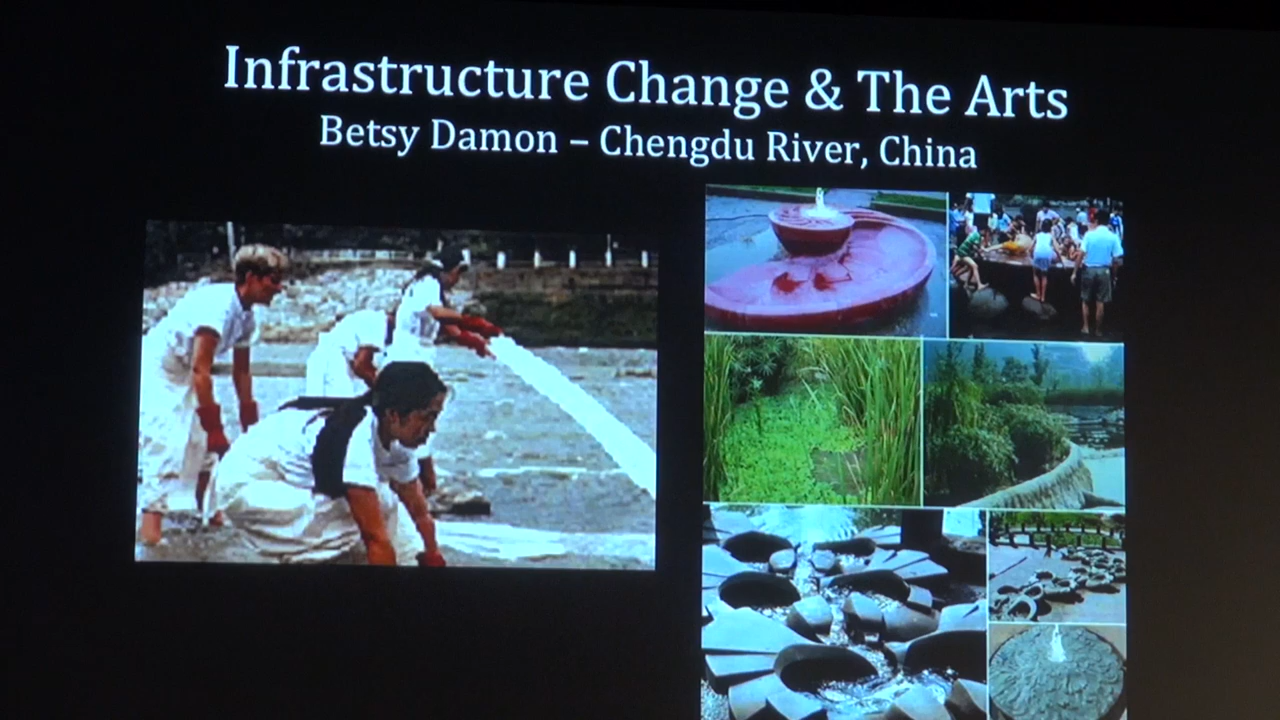 Infrastructure Change & The Arts
Betsy Damon – Chengdu River, China